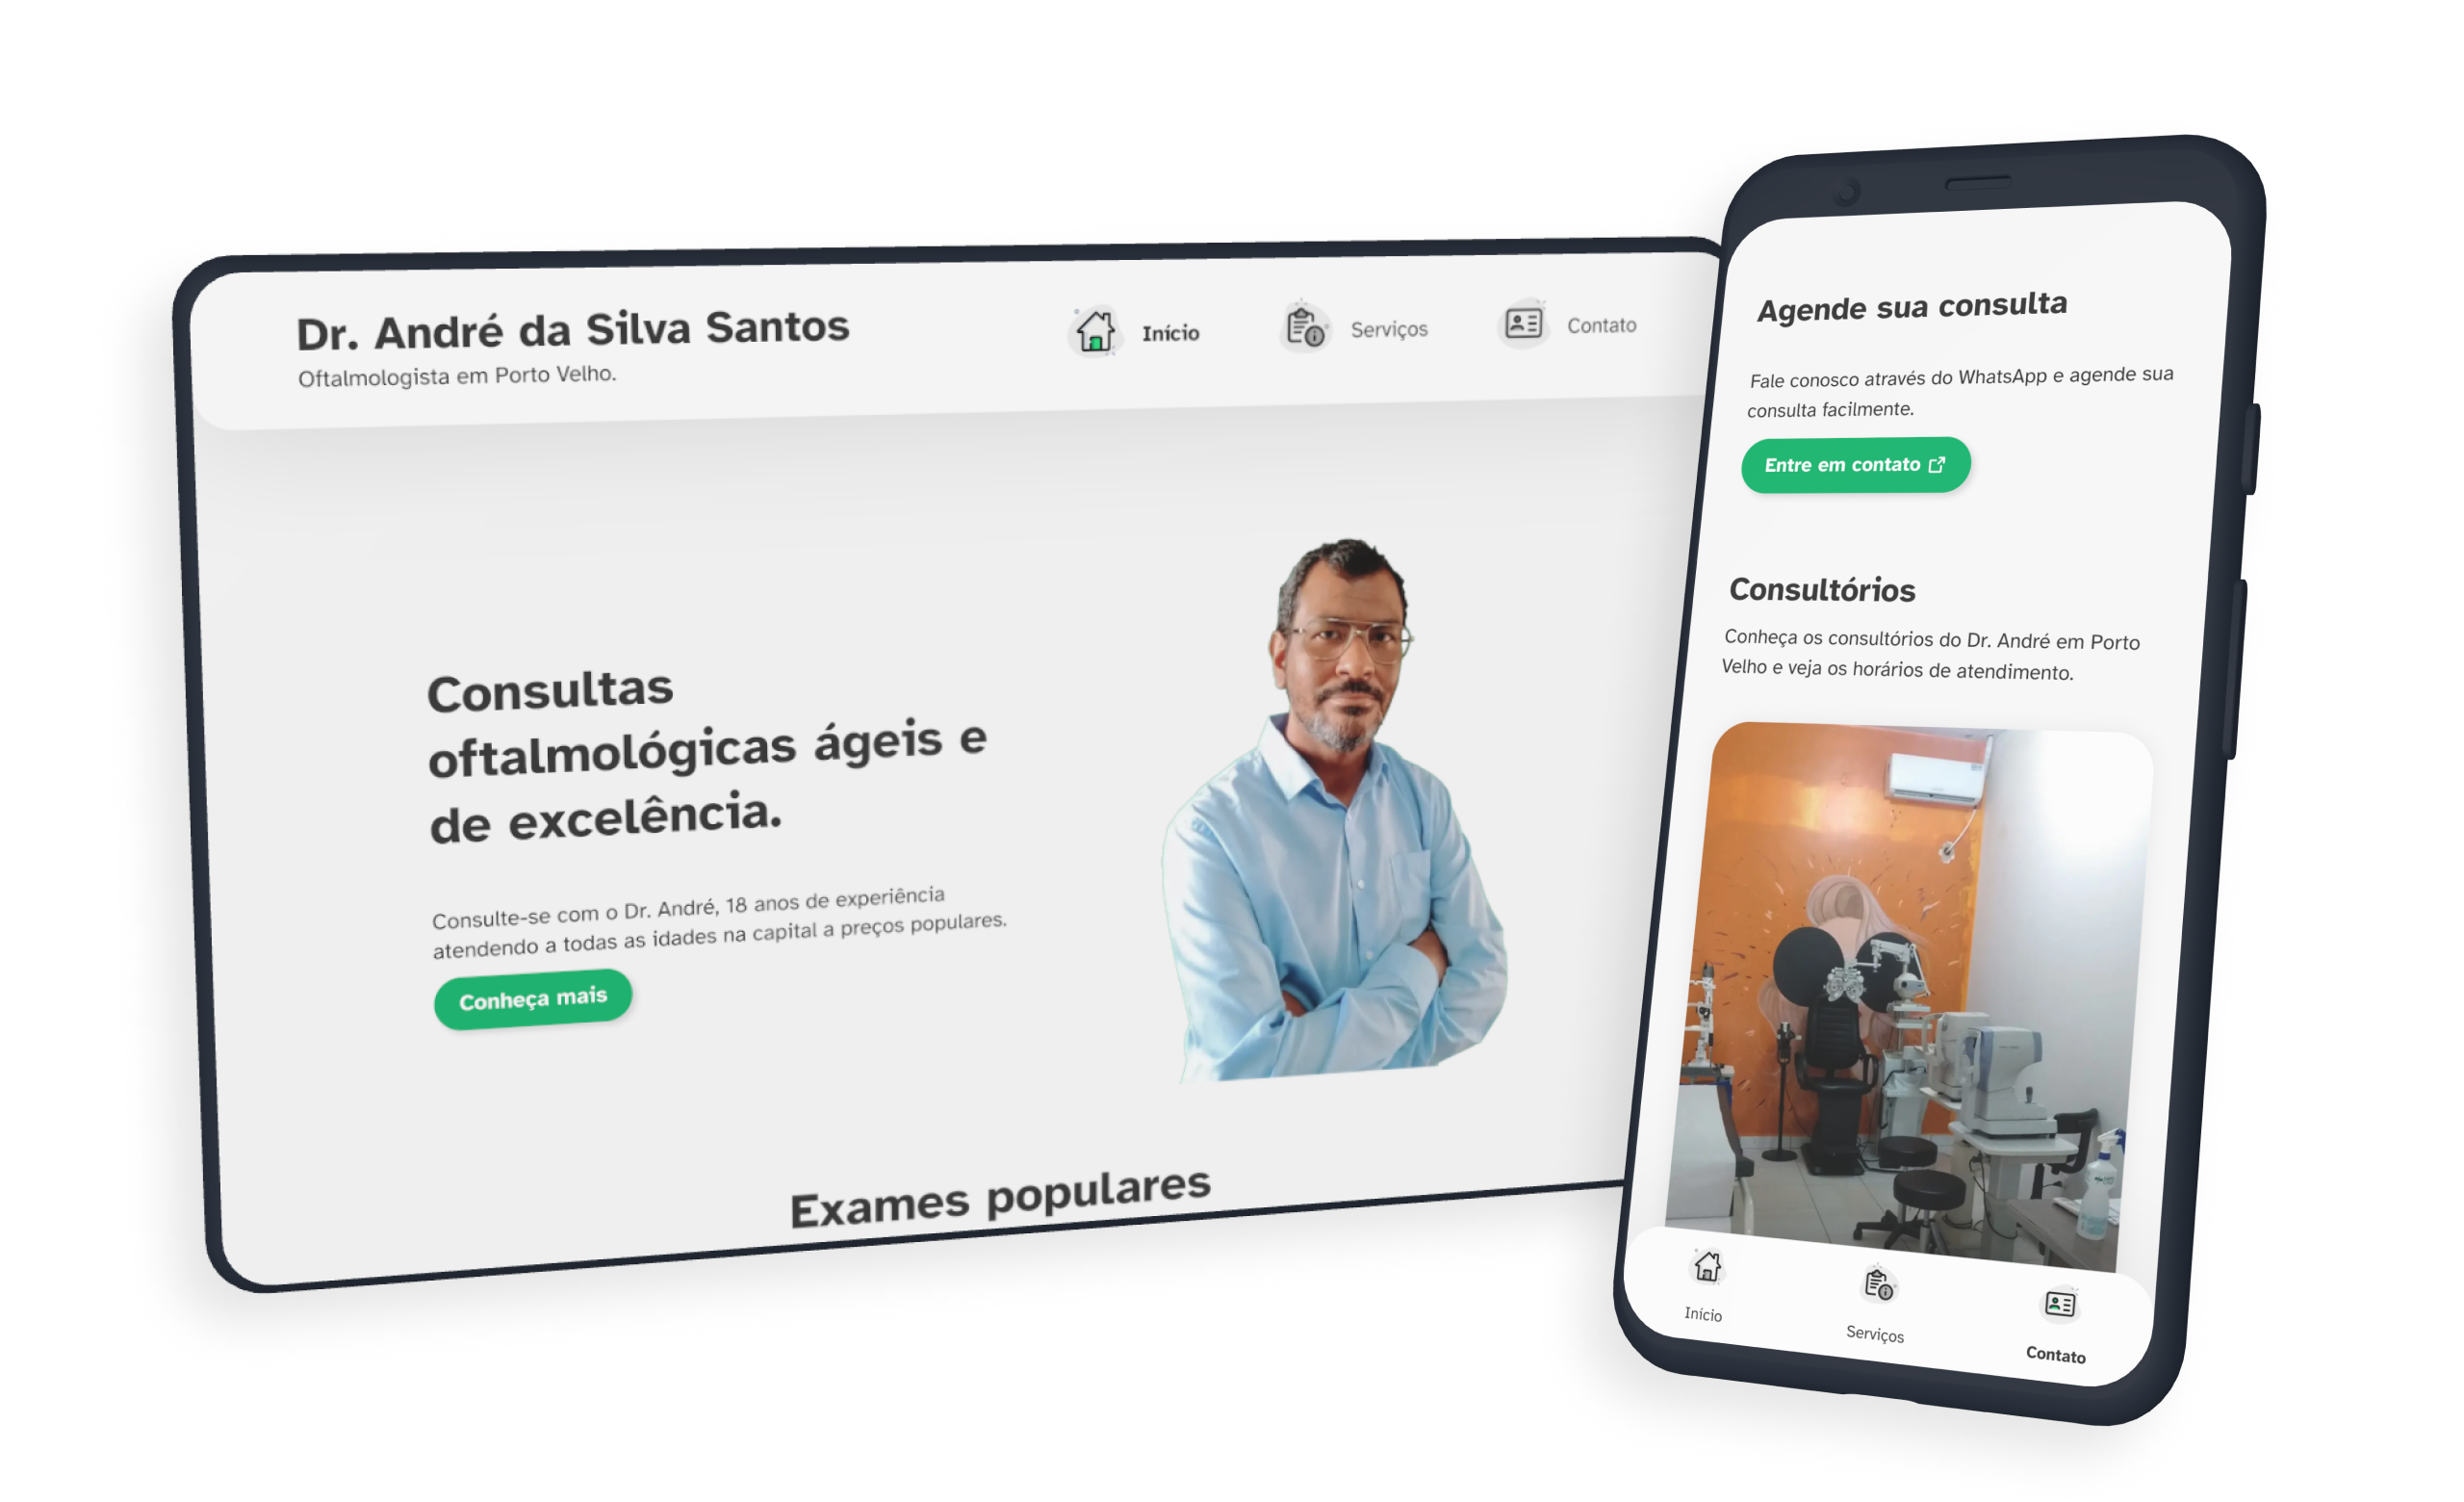 Dr. André da Silva Santos
Oftalmologista em Porto Velho.
Início
Serviços
Contato
Consultas
oftalmológicas ágeis e
de excelência.
Consulte-se com o Dr. André, 18 anos de experiência
atendendo a todas as idades na capital a preços populares.
Conheça mais
Exames populares
Agende sua consulta
Fale conosco através do WhatsApp e agende sua
consulta facilmente.
Entre em contato
Consultórios
Conheça os consultórios do Dr. André em Porto
Velho e veja os horários de atendimento.
Início
Serviços
Contato